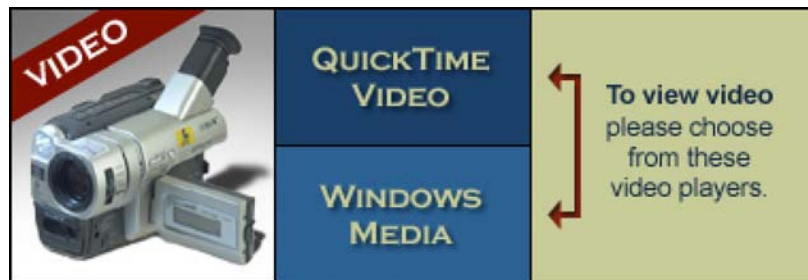 VIDEO
QUICKTIME
VIDEO
WINDOWS
MEDIA
To view video
please choose
from these
video players.